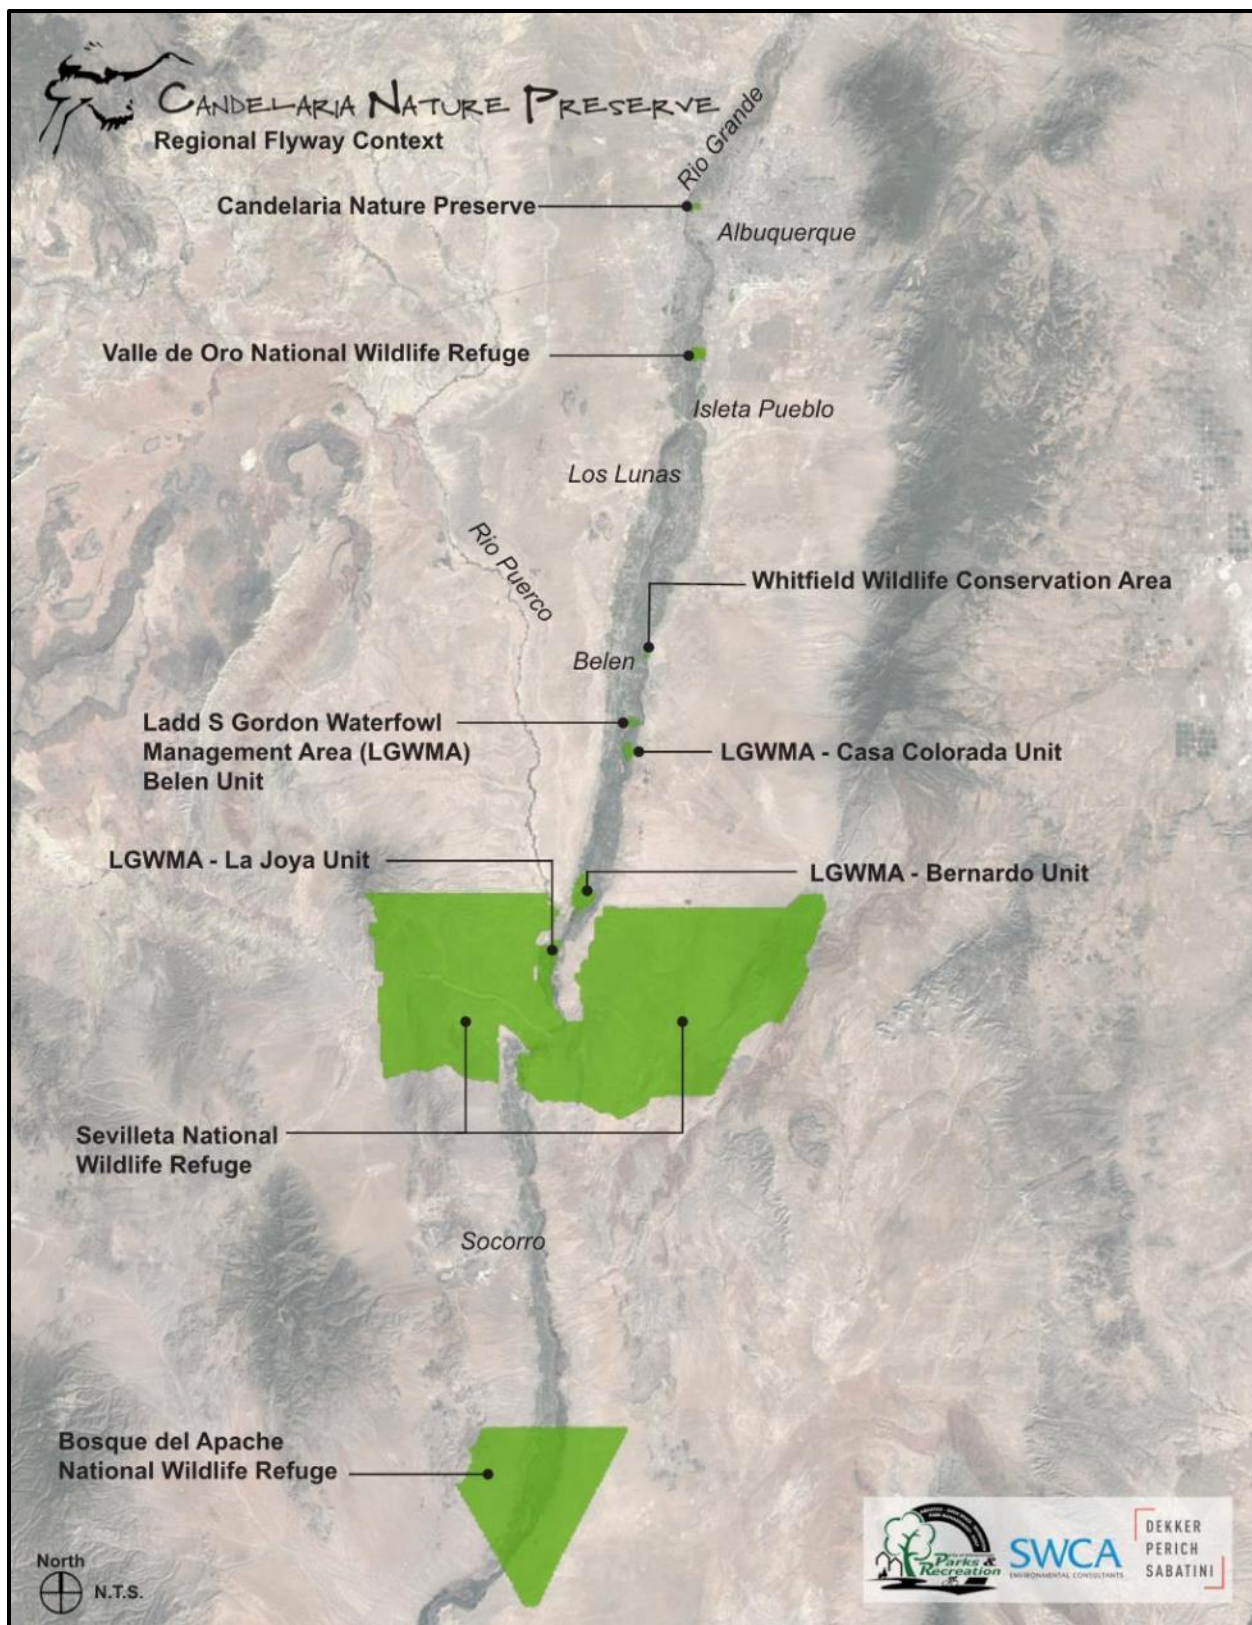 CANDELARIA NATURE PRESERVE
Regional Flyway Context
Rio Grande
Candelaria Nature Preserve
Albuquerque
Valle de Oro National Wildlife Refuge
Isleta Pueblo
Los Lunas
Rio Puerco
Whitfield Wildlife Conservation Area
Belen
Ladd S Gordon Waterfowl
Management Area (LGWMA)
Belen Unit
LGWMA - Casa Colorada Unit
LGWMA - La Joya Unit
LGWMA - Bernardo Unit
Sevilleta National
Wildlife Refuge
Socorro
Bosque del Apache
National Wildlife Refuge
North
N.T.S.
Parks &
Recreation
SWCA
ENVIRONMENTAL CONSULTANTS
DEKKER
PERICH
SABATINI